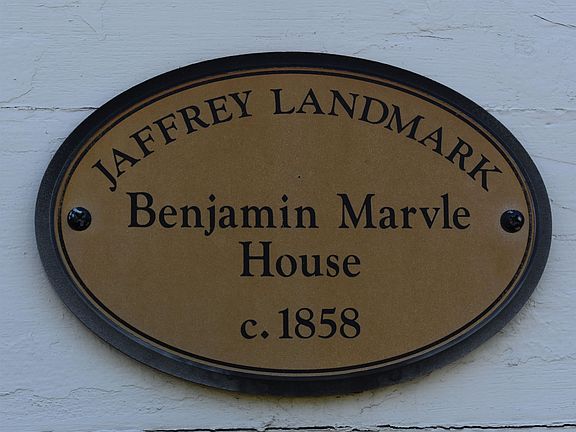 JAFFREY LANDMARK
Benjamin Marvle
House
c. 1858